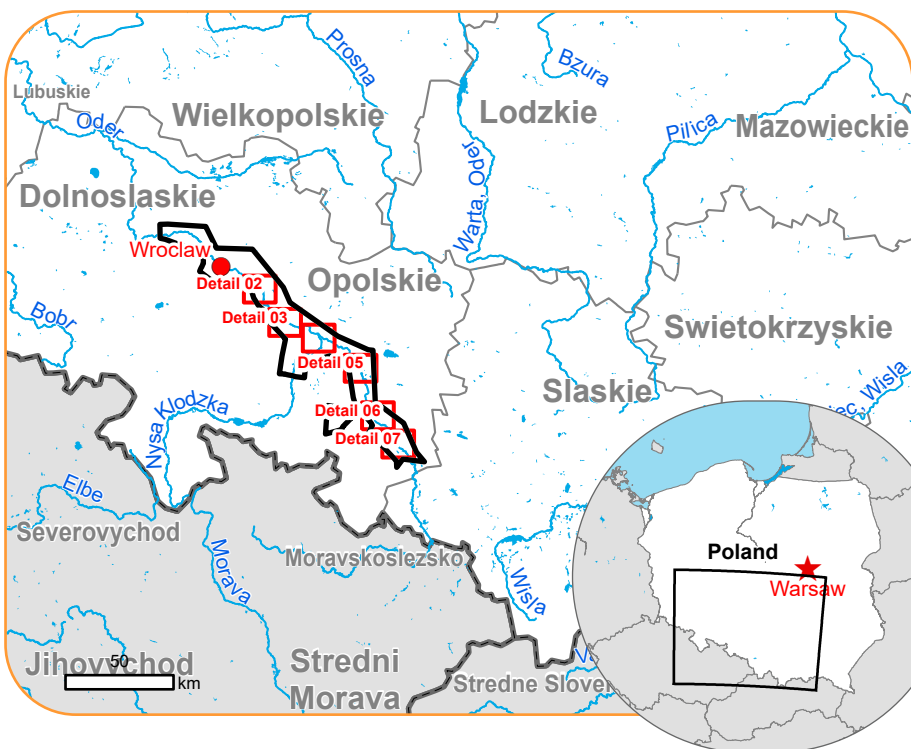 Prosna
Bzura
Lubuskie
Wielkopolskie
Lodzkie
Oder
Pilica
Mazowieckie
Dolnoslaskie
Warta, Oder
Wroclaw
Opolskie
Detail 02
Detail 03
Bobr
Swietokrzyskie
Detail 05
Slaskie
ec, Wisla
Nysa Klodzka
Detail 06
Detail 07
Elbe
Severovychod
Moravskoslezsko
Morava
Wisla
Poland
Warsaw
Jihovychod
50
km
Stredni
Morava
Stredne Sloven